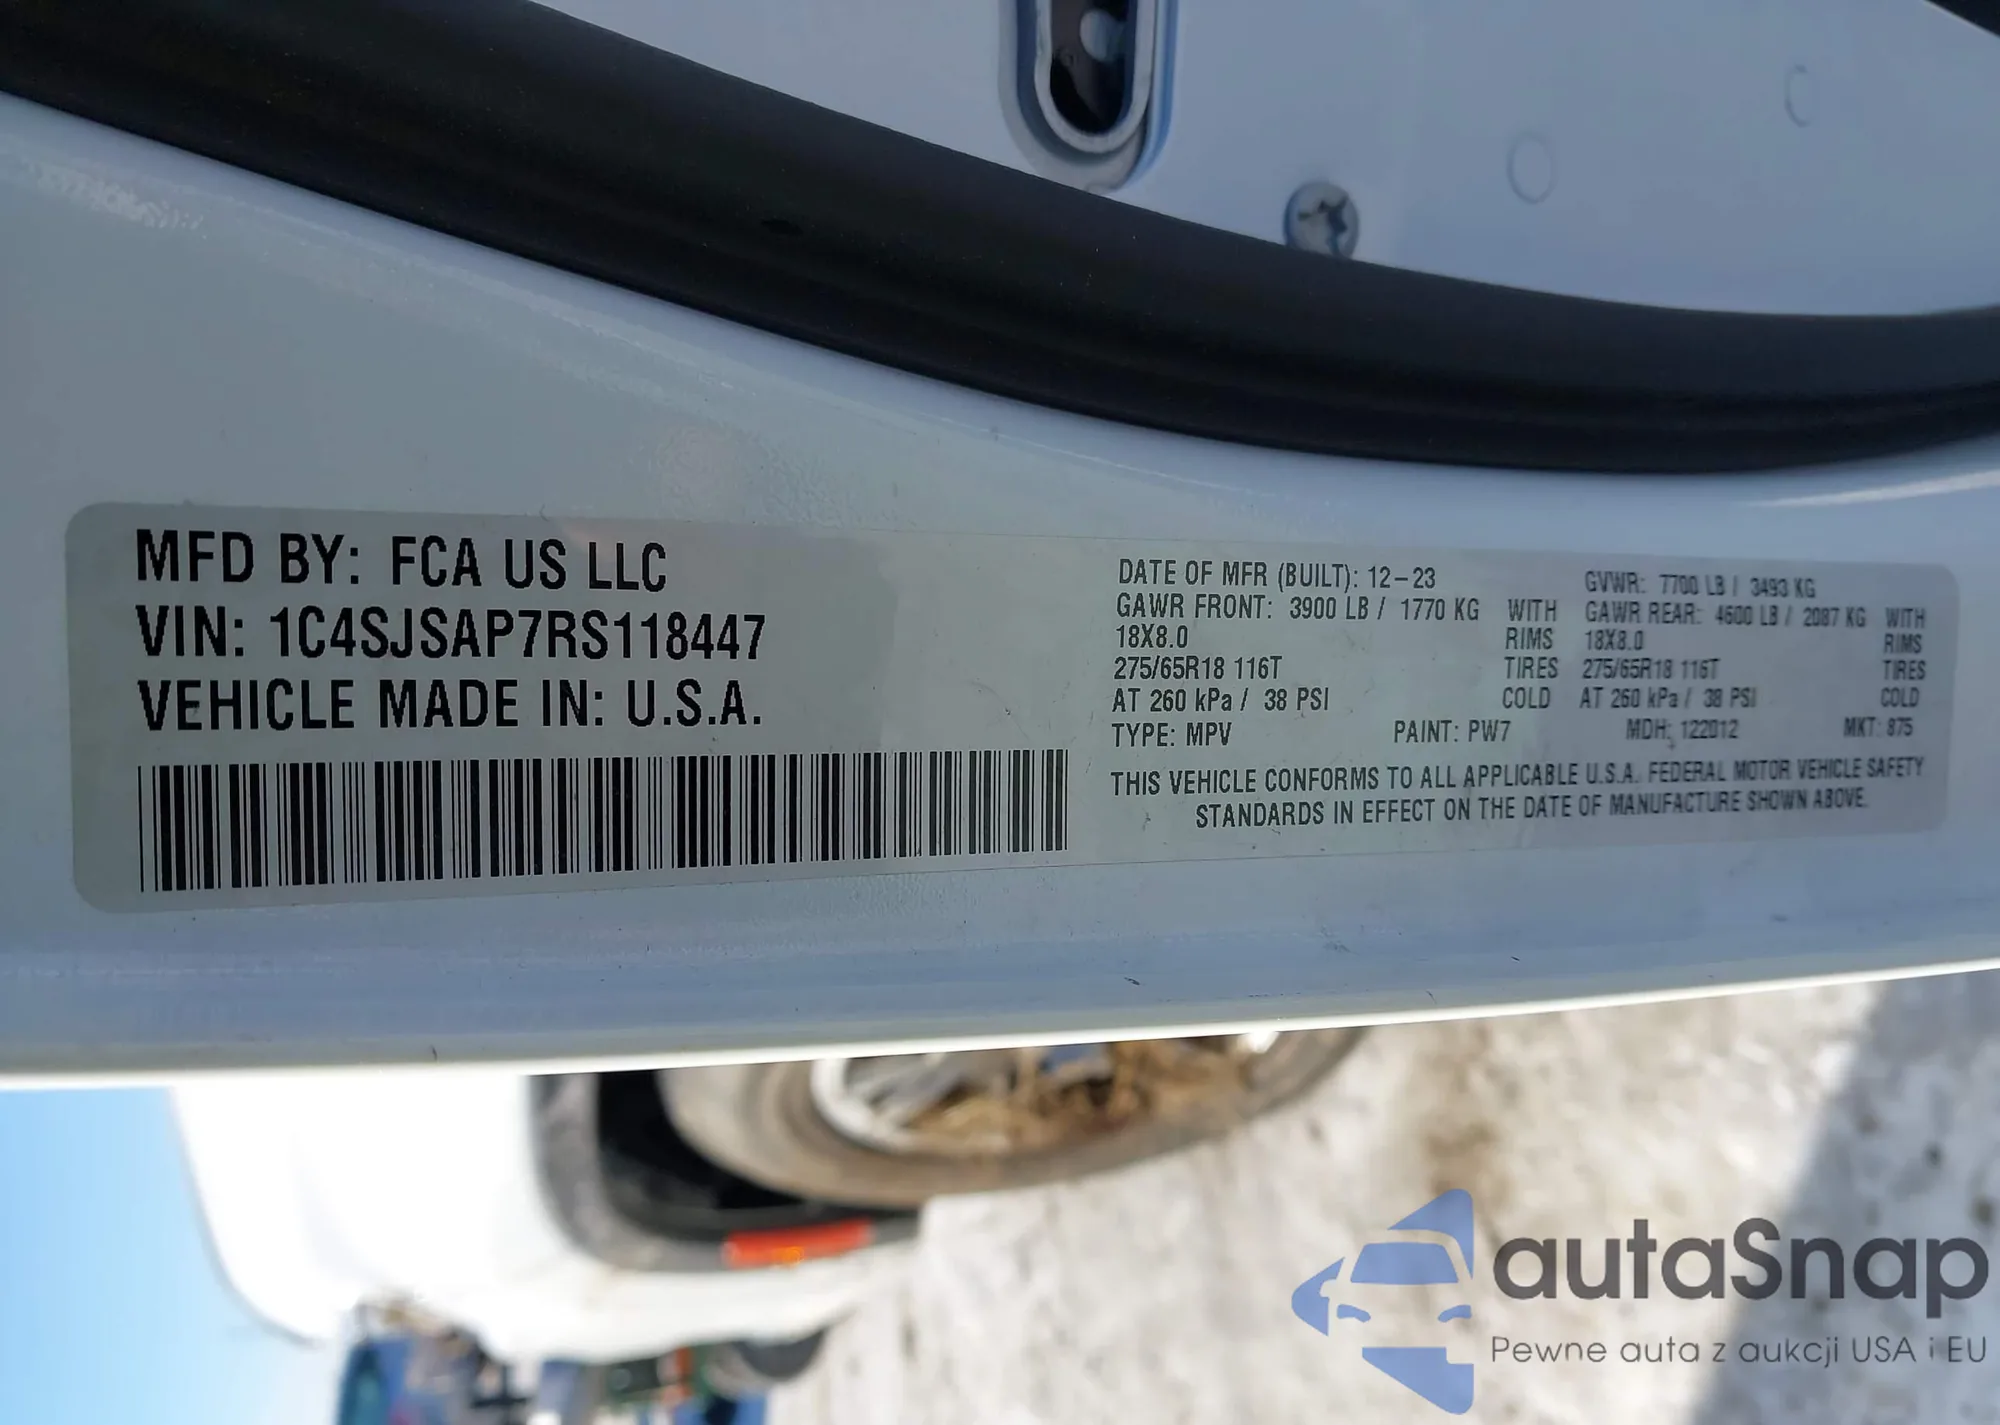 MFD BY: FCA US LLC
VIN: 1C4SJSAP7RS118447
VEHICLE MADE IN: U.S.A.
DATE OF MFR (BUILT): 12-23 GVWR: 7700 LB / 3493 KG
GAWR FRONT: 3900 LB / 1770 KG WITH GAWR REAR: 4600 LB / 2087 KG WITH
18X8.0 RIMS 18X8.0 RIMS
275/65R18 116T TIRES 275/65R18 116T TIRES
AT 260 kPa / 38 PSI COLD AT 260 kPa / 38 PSI COLD
TYPE: MPV PAINT: PW7 MDH: 122012 MKT: 875
THIS VEHICLE CONFORMS TO ALL APPLICABLE U.S.A. FEDERAL MOTOR VEHICLE SAFETY
STANDARDS IN EFFECT ON THE DATE OF MANUFACTURE SHOWN ABOVE.
autaSnap
Pewne auta z aukcji USA i EU